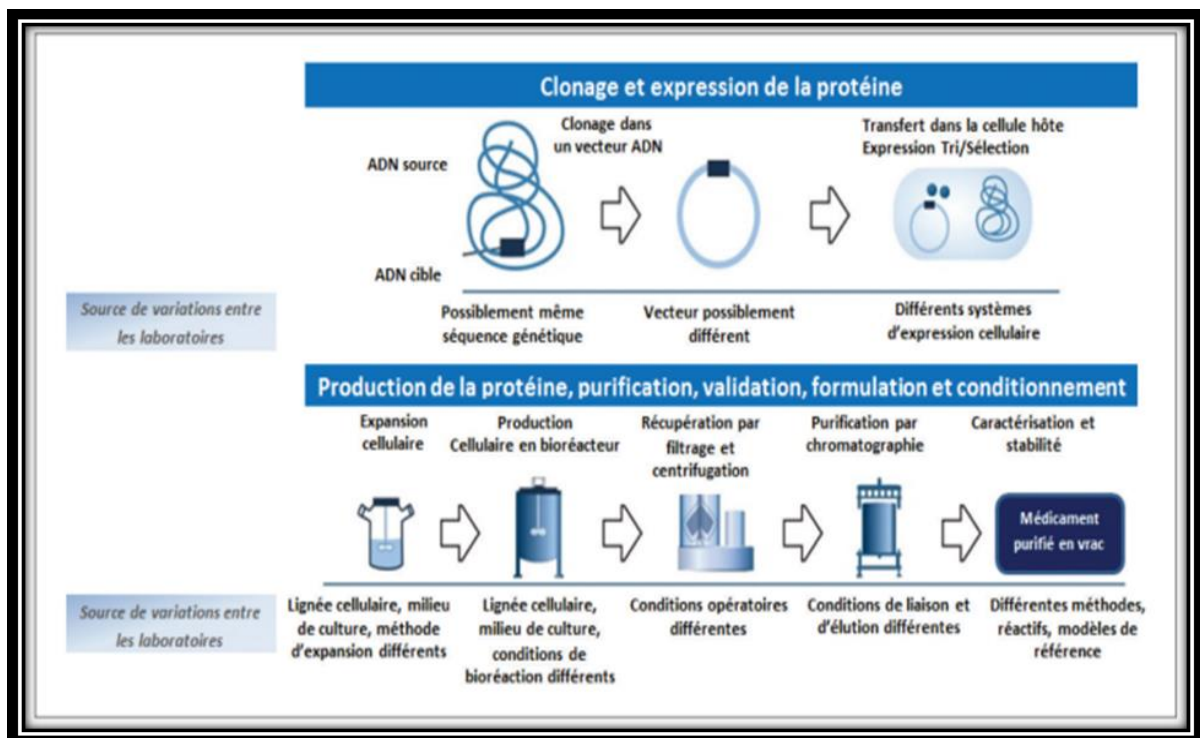 Clonage et expression de la protéine
ADN source
Clonage dans
un vecteur ADN
Transfert dans la cellule hôte
Expression Tri/Sélection
ADN cible
Source de variations entre
les laboratoires
Possiblement même
séquence génétique
Vecteur possiblement
différent
Différents systèmes
d'expression cellulaire
Production de la protéine, purification, validation, formulation et conditionnement
Expansion
cellulaire
Production
Cellulaire en bioréacteur
Récupération par
filtrage et
centrifugation
Purification par
chromatographie
Caractérisation et
stabilité
Médicament
purifié en vrac
Source de variations entre
les laboratoires
Lignée cellulaire, milieu
de culture, méthode
d'expansion différents
Lignée cellulaire,
milieu de culture,
conditions de
bioréaction différents
Conditions opératoires
différentes
Conditions de liaison et
d'élution différentes
Différentes méthodes,
réactifs, modèles de
référence